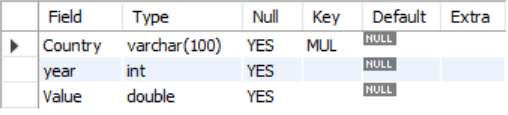 Field Type Null Key Default Extra
Country varchar(100) YES MUL NULL
year int YES NULL
Value double YES NULL